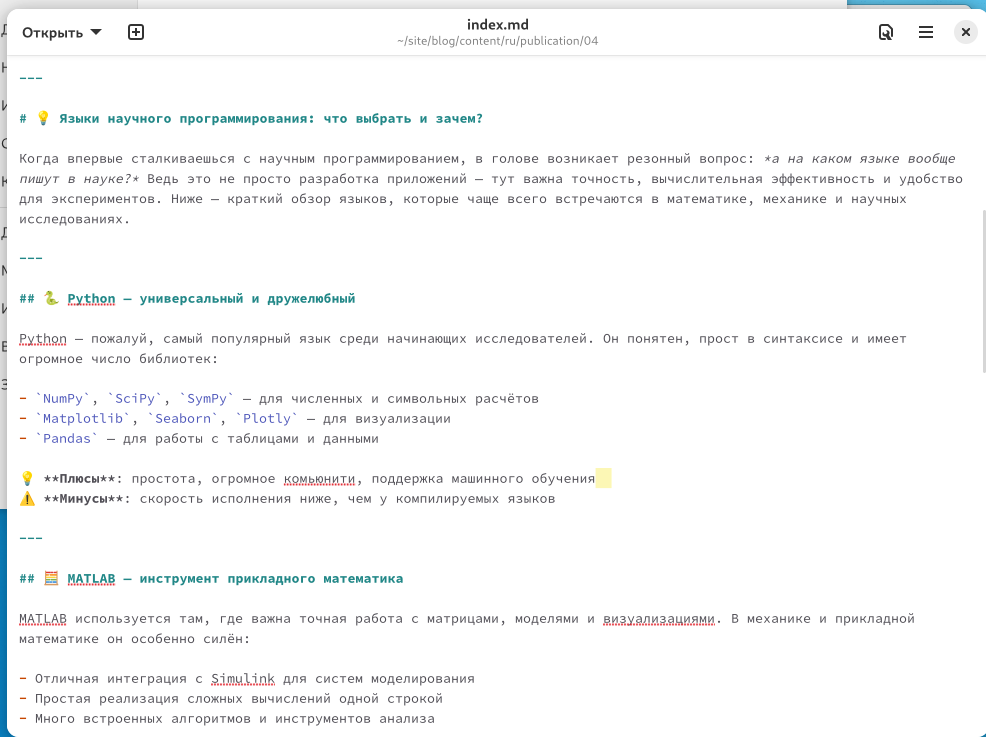 index.md
Открыть
~/site/blog/content/ru/publication/04
---
# 💡 Языки научного программирования: что выбрать и зачем?
Когда впервые сталкиваешься с научным программированием, в голове возникает резонный вопрос: *а на каком языке вообще
пишут в науке?* Ведь это не просто разработка приложений — тут важна точность, вычислительная эффективность и удобство
для экспериментов. Ниже — краткий обзор языков, которые чаще всего встречаются в математике, механике и научных
исследованиях.
---
## 🐍 Python — универсальный и дружелюбный
Python — пожалуй, самый популярный язык среди начинающих исследователей. Он понятен, прост в синтаксисе и имеет
огромное число библиотек:
- `NumPy`, `SciPy`, `SymPy` — для численных и символьных расчётов
- `Matplotlib`, `Seaborn`, `Plotly` — для визуализации
- `Pandas` — для работы с таблицами и данными
💡 **Плюсы**: простота, огромное комьюнити, поддержка машинного обучения
⚠️ **Минусы**: скорость исполнения ниже, чем у компилируемых языков
---
## 🧮 MATLAB — инструмент прикладного математика
MATLAB используется там, где важна точная работа с матрицами, моделями и визуализациями. В механике и прикладной
математике он особенно силён:
- Отличная интеграция с Simulink для систем моделирования
- Простая реализация сложных вычислений одной строкой
- Много встроенных алгоритмов и инструментов анализа